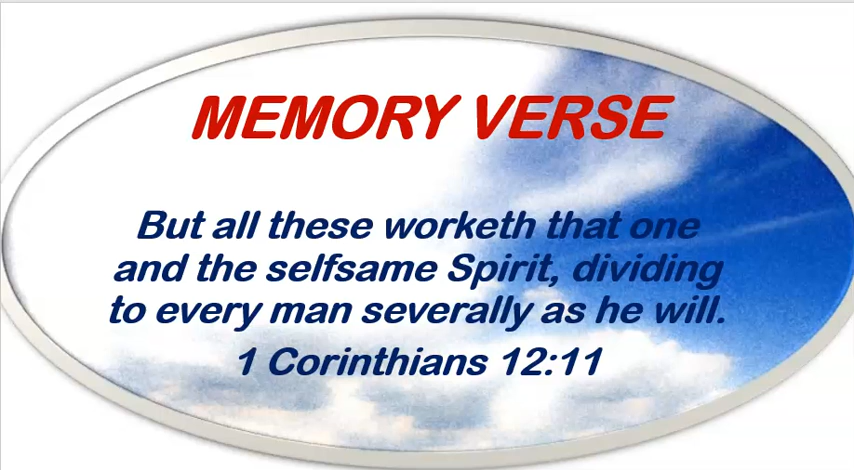 MEMORY VERSE
But all these worketh that one
and the selfsame Spirit, dividing
to every man severally as he will.
1 Corinthians 12:11